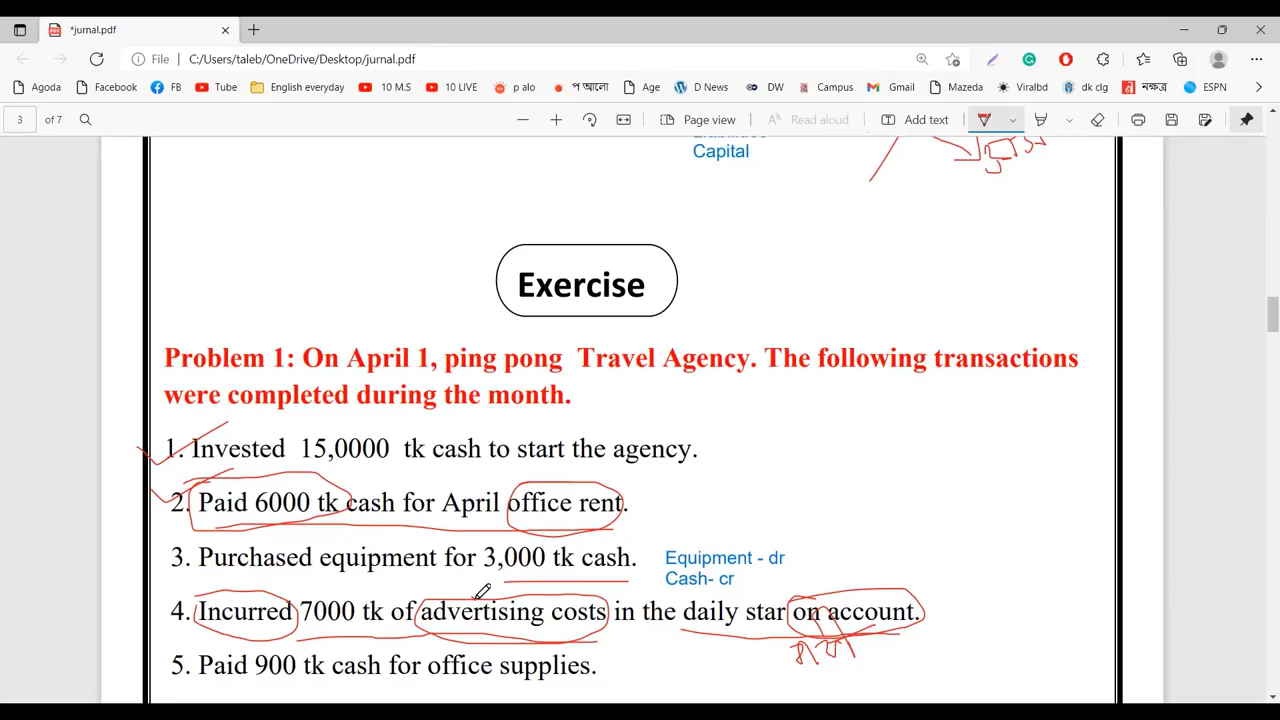 *jurnal.pdf
File C:/Users/taleb/OneDrive/Desktop/jurnal.pdf
Agoda Facebook FB Tube English everyday 10 M.S 10 LIVE p alo প আলো Age D News DW Campus Gmail Mazeda Viralbd dk clg নক্ষত্র ESPN
3 of 7 Page view Read aloud Add text
Capital
Exercise
Problem 1: On April 1, ping pong Travel Agency. The following transactions
were completed during the month.
1. Invested 15,0000 tk cash to start the agency.
2. Paid 6000 tk cash for April office rent.
3. Purchased equipment for 3,000 tk cash.
Equipment - dr
Cash- cr
4. Incurred 7000 tk of advertising costs in the daily star on account.
5. Paid 900 tk cash for office supplies.